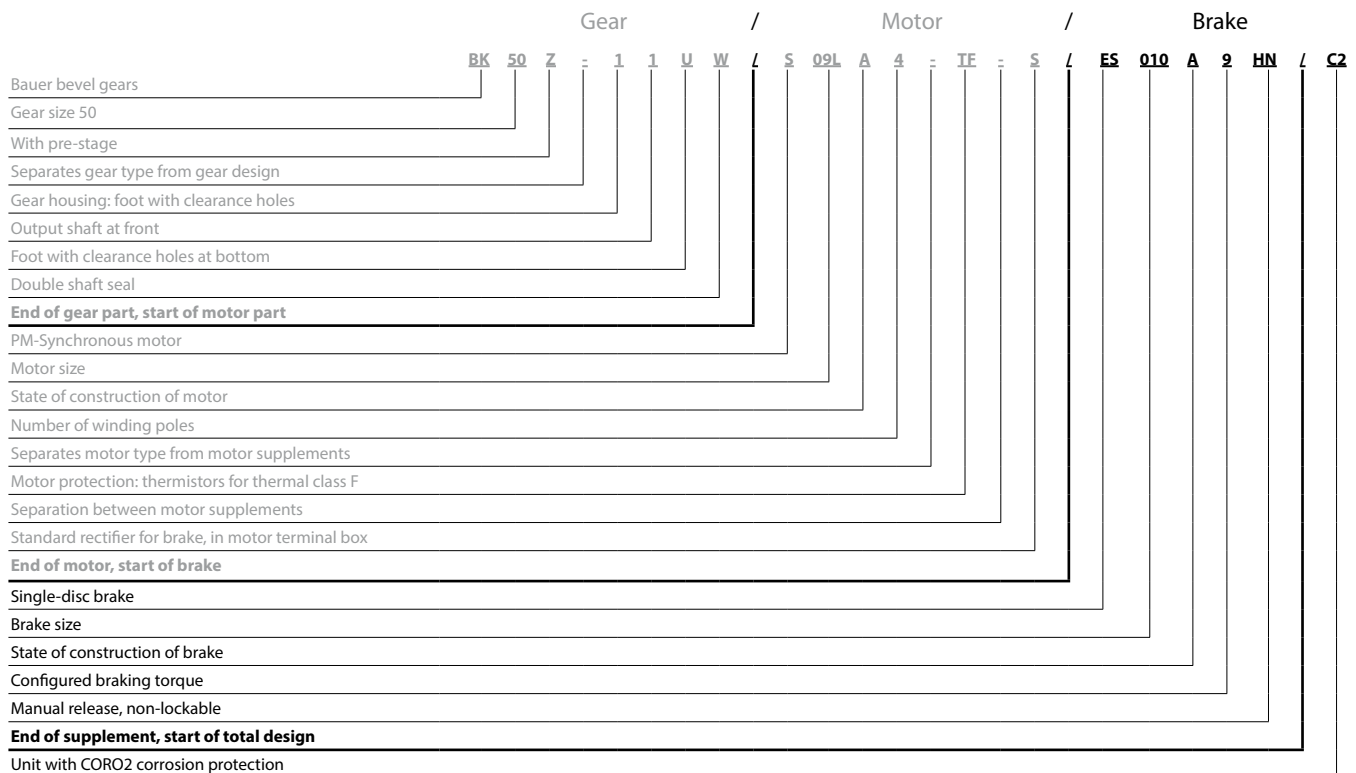 Gear / Motor / Brake
BK 50 Z - 1 1 U W / S 09L A 4 - TF - S / ES 010 A 9 HN / C2
Bauer bevel gears
Gear size 50
With pre-stage
Separates gear type from gear design
Gear housing: foot with clearance holes
Output shaft at front
Foot with clearance holes at bottom
Double shaft seal
End of gear part, start of motor part
PM-Synchronous motor
Motor size
State of construction of motor
Number of winding poles
Separates motor type from motor supplements
Motor protection: thermistors for thermal class F
Separation between motor supplements
Standard rectifier for brake, in motor terminal box
End of motor, start of brake
Single-disc brake
Brake size
State of construction of brake
Configured braking torque
Manual release, non-lockable
End of supplement, start of total design
Unit with CORO2 corrosion protection